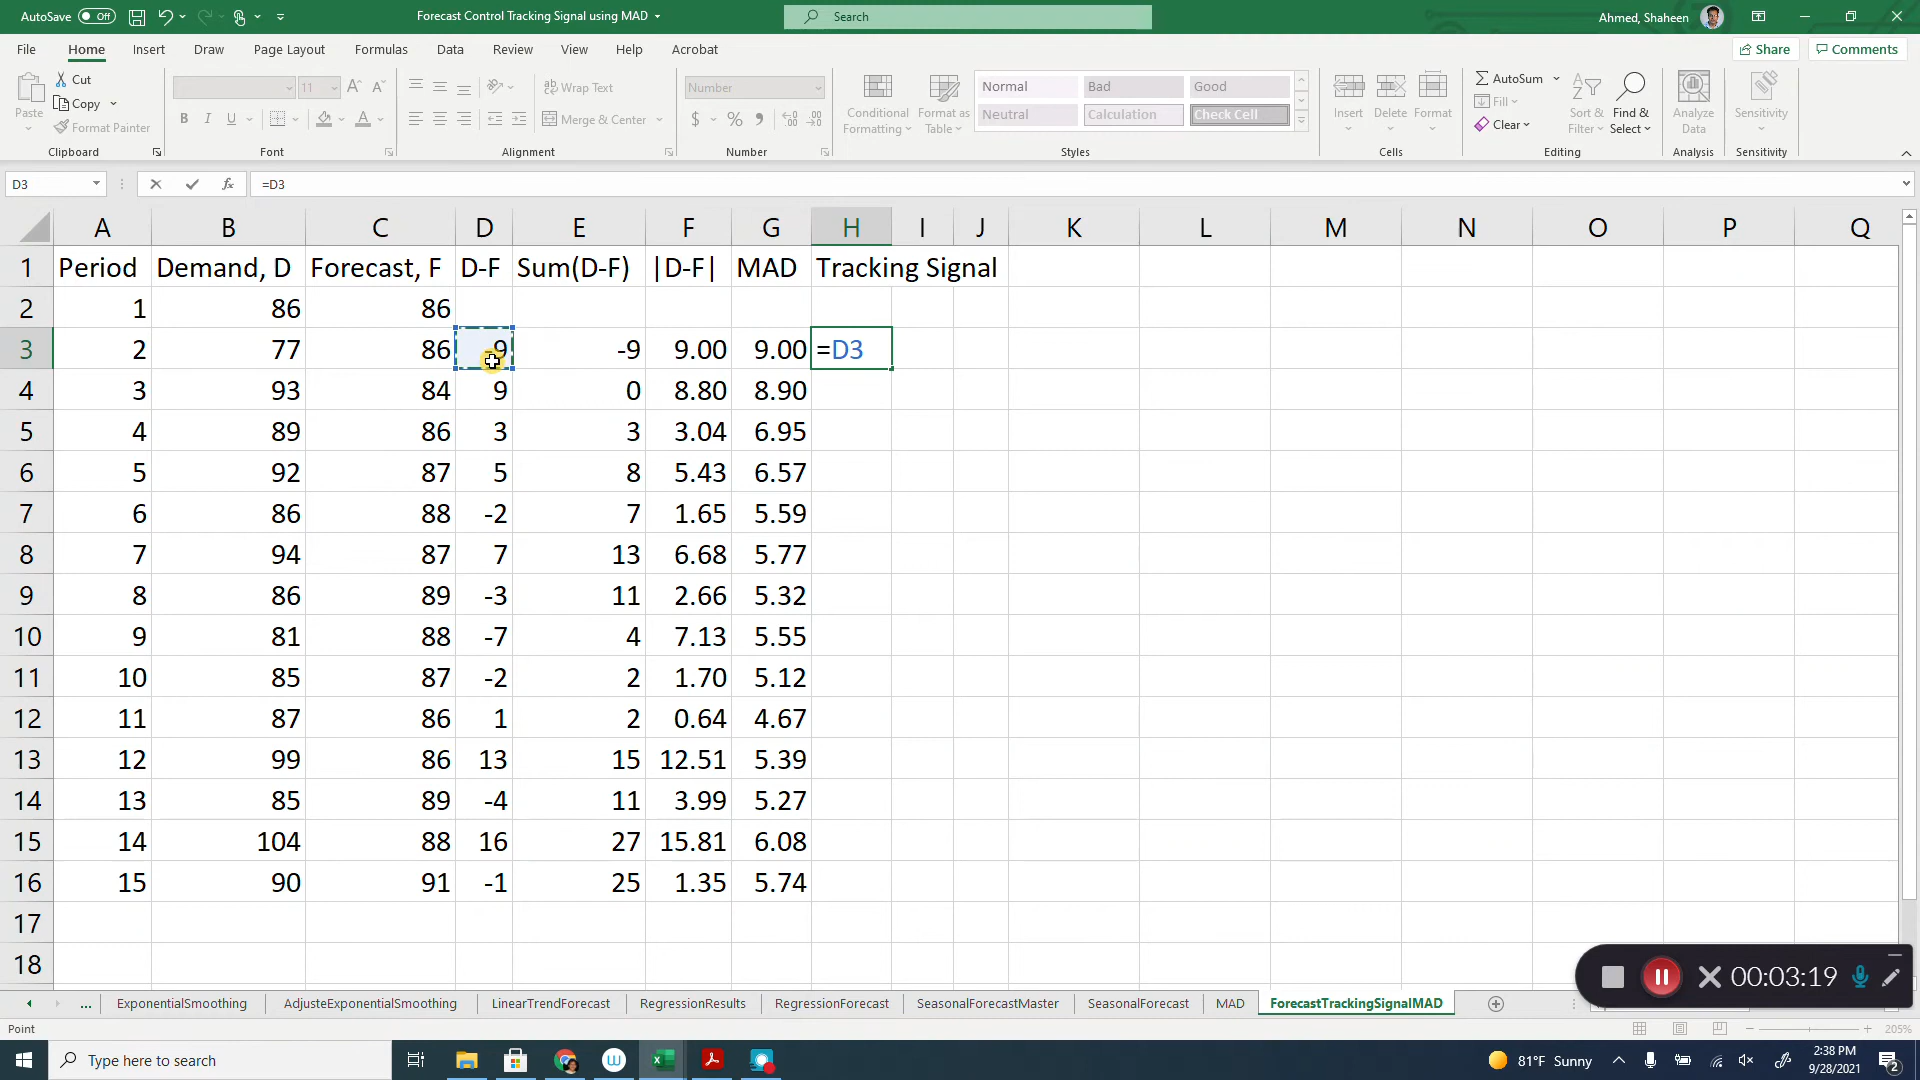 AutoSave Off Forecast Control Tracking Signal using MAD Search Ahmed, Shaheen
File Home Insert Draw Page Layout Formulas Data Review View Help Acrobat Share Comments
Cut
Copy
Format Painter
Paste
Clipboard
11
B I U
Font
Wrap Text
Merge & Center
Alignment
Number
$ % 9
Number
Conditional Formatting
Format as Table
Normal Bad Good
Neutral Calculation Check Cell
Styles
Insert Delete Format
Cells
AutoSum
Fill
Clear
Sort & Filter
Find & Select
Editing
Analyze Data
Analysis
Sensitivity
Sensitivity
D3 fx =D3
A B C D E F G H I J K L M N O P Q
1 Period Demand, D Forecast, F D-F Sum(D-F) |D-F| MAD Tracking Signal
2 1 86 86
3 2 77 86 -9 -9 9.00 9.00 =D3
4 3 93 84 9 0 8.80 8.90
5 4 89 86 3 3 3.04 6.95
6 5 92 87 5 8 5.43 6.57
7 6 86 88 -2 7 1.65 5.59
8 7 94 87 7 13 6.68 5.77
9 8 86 89 -3 11 2.66 5.32
10 9 81 88 -7 4 7.13 5.55
11 10 85 87 -2 2 1.70 5.12
12 11 87 86 1 2 0.64 4.67
13 12 99 86 13 15 12.51 5.39
14 13 85 89 -4 11 3.99 5.27
15 14 104 88 16 27 15.81 6.08
16 15 90 91 -1 25 1.35 5.74
17
18
00:03:19
... ExponentialSmoothing AdjusteExponentialSmoothing LinearTrendForecast RegressionResults RegressionForecast SeasonalForecastMaster SeasonalForecast MAD ForecastTrackingSignalMAD
Point 205%
Type here to search 81°F Sunny 2:38 PM
9/28/2021 2